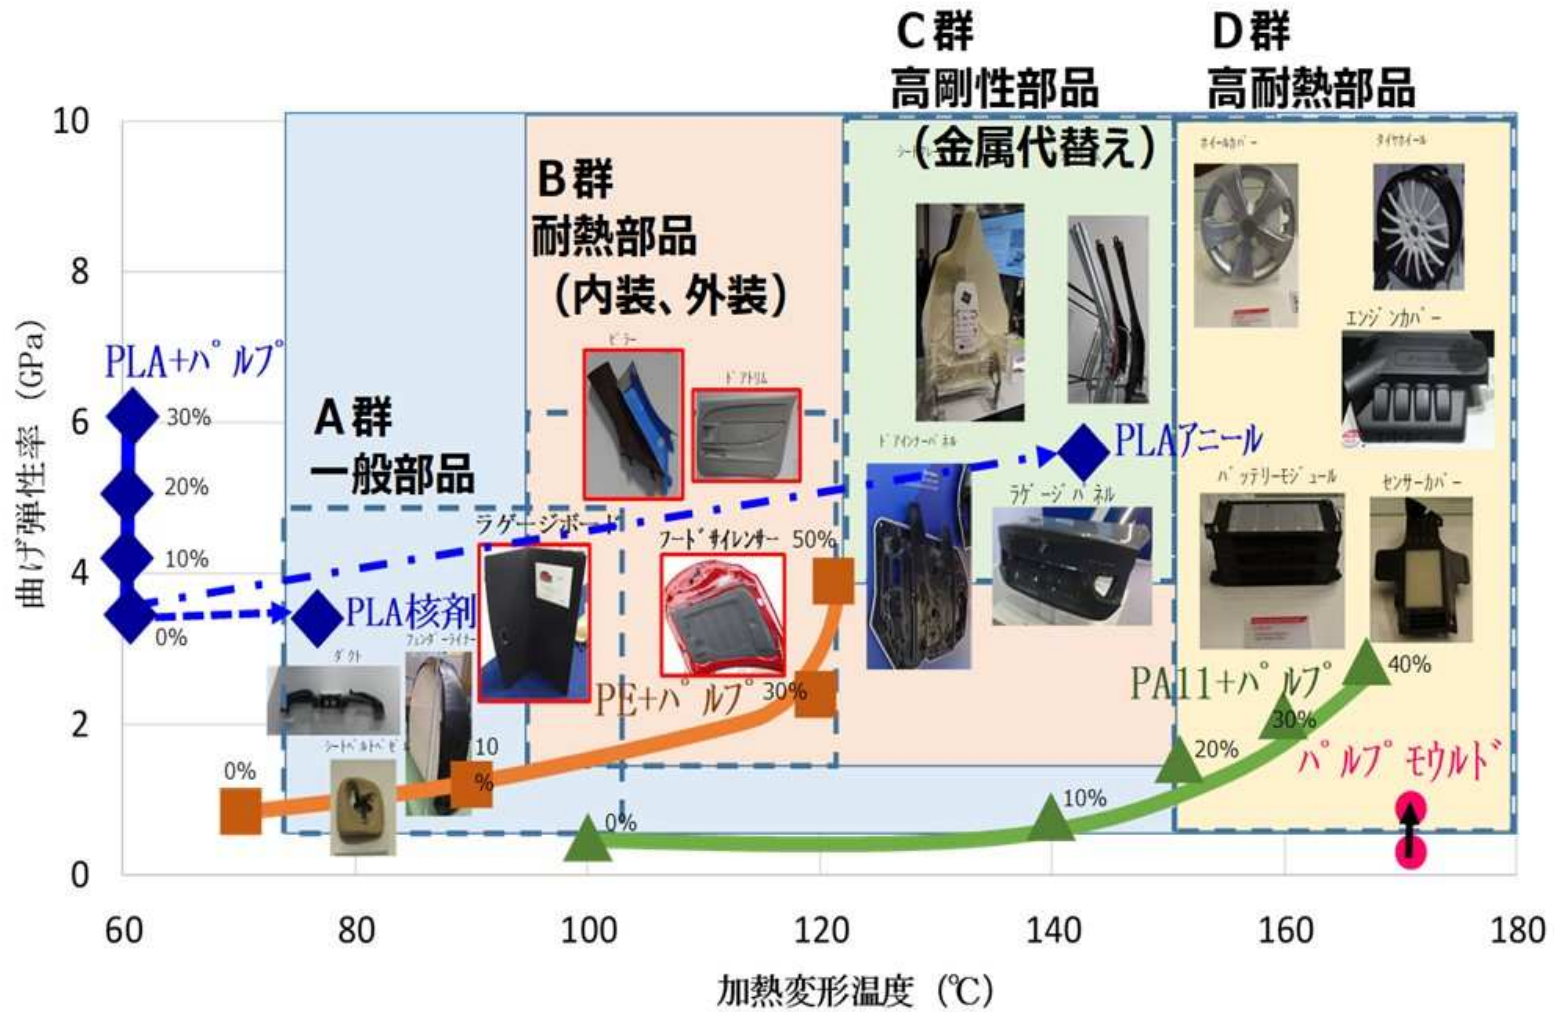 C群
高剛性部品
(金属代替え)
D群
高耐熱部品
B群
耐熱部品
(内装、外装)
A群
一般部品
曲げ弾性率 (GPa)
10
8
6
4
2
0
60
80
100
120
140
160
180
加熱変形温度 (℃)
PLA+パルプ
30%
20%
10%
0%
PLA核剤
PLAアニール
ピラー
ドアトリム
ラゲージボード
フードサイレンサー
50%
PE+パルプ
30%
10
%
0%
ダクト
フェンダーライナー
ドアインナーパネル
ラゲージパネル
ホイールカバー
タイヤホイール
エンジンカバー
バッテリーモジュール
センサーカバー
PA11+パルプ
40%
30%
20%
10%
0%
パルプモウルド